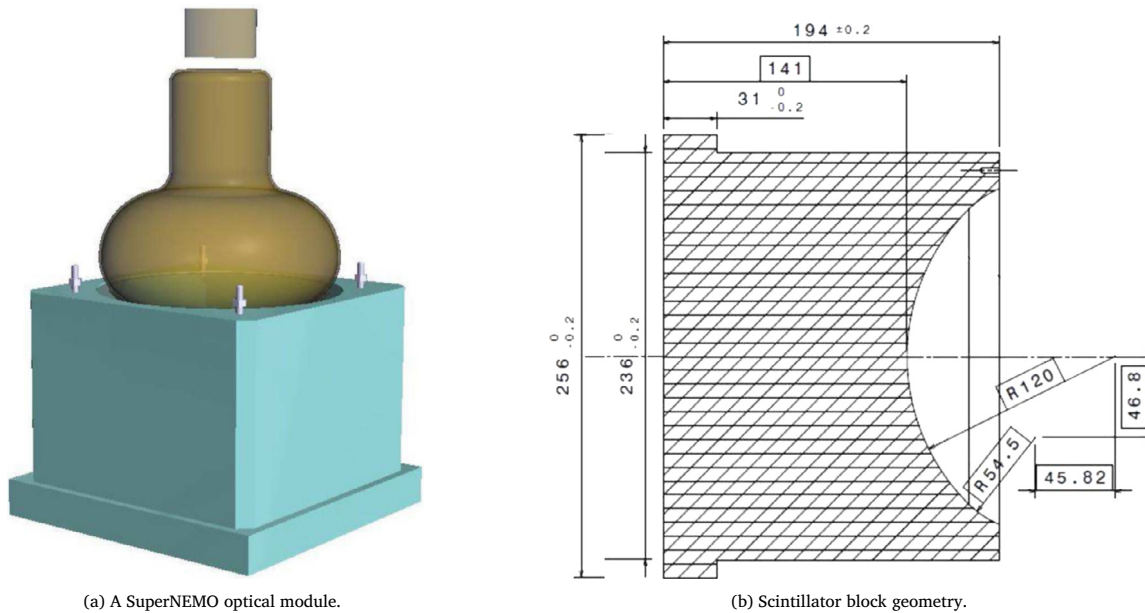 194 ±0.2
141
31 0 -0.2
256 0 -0.2
236 0 -0.2
R120
46.8
R54.5
45.82
(a) A SuperNEMO optical module.
(b) Scintillator block geometry.